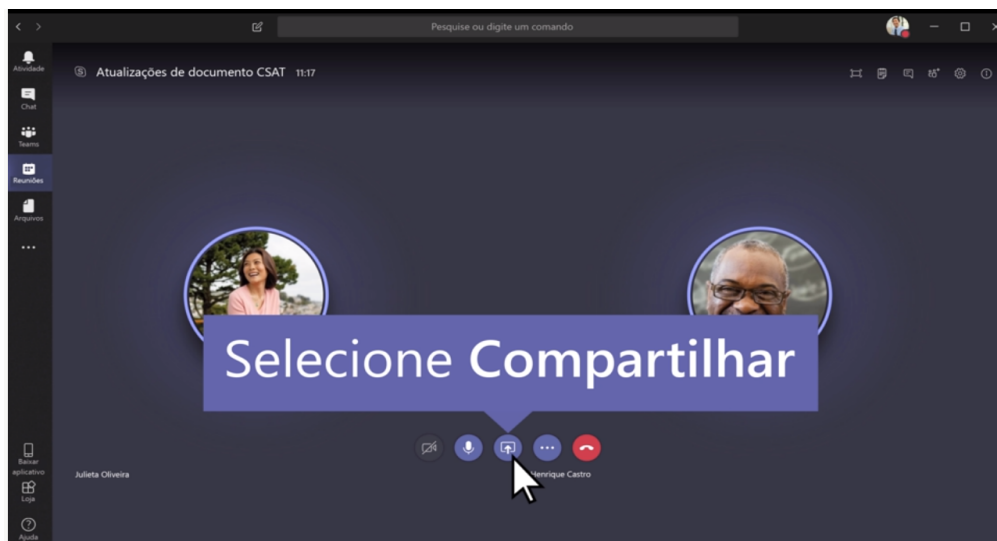 Pesquise ou digite um comando
Atividade
Chat
Teams
Reuniões
Arquivos
Baixar
aplicativo
Loja
Ajuda
Atualizações de documento CSAT 11:17
Selecione Compartilhar
Julieta Oliveira
Henrique Castro